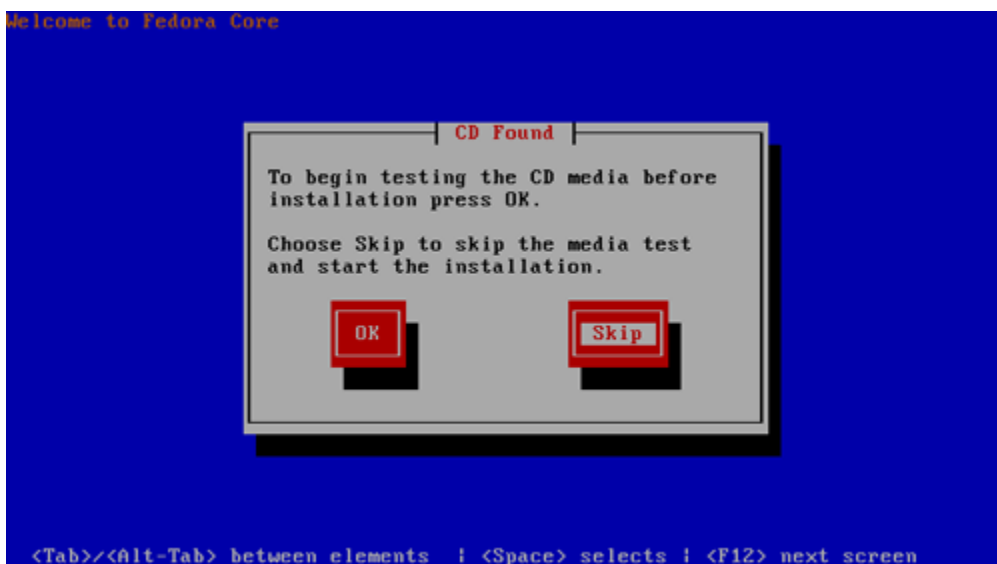 Welcome to Fedora Core
CD Found
To begin testing the CD media before
installation press OK.
Choose Skip to skip the media test
and start the installation.
OK Skip
<Tab>/<Alt-Tab> between elements | <Space> selects | <F12> next screen